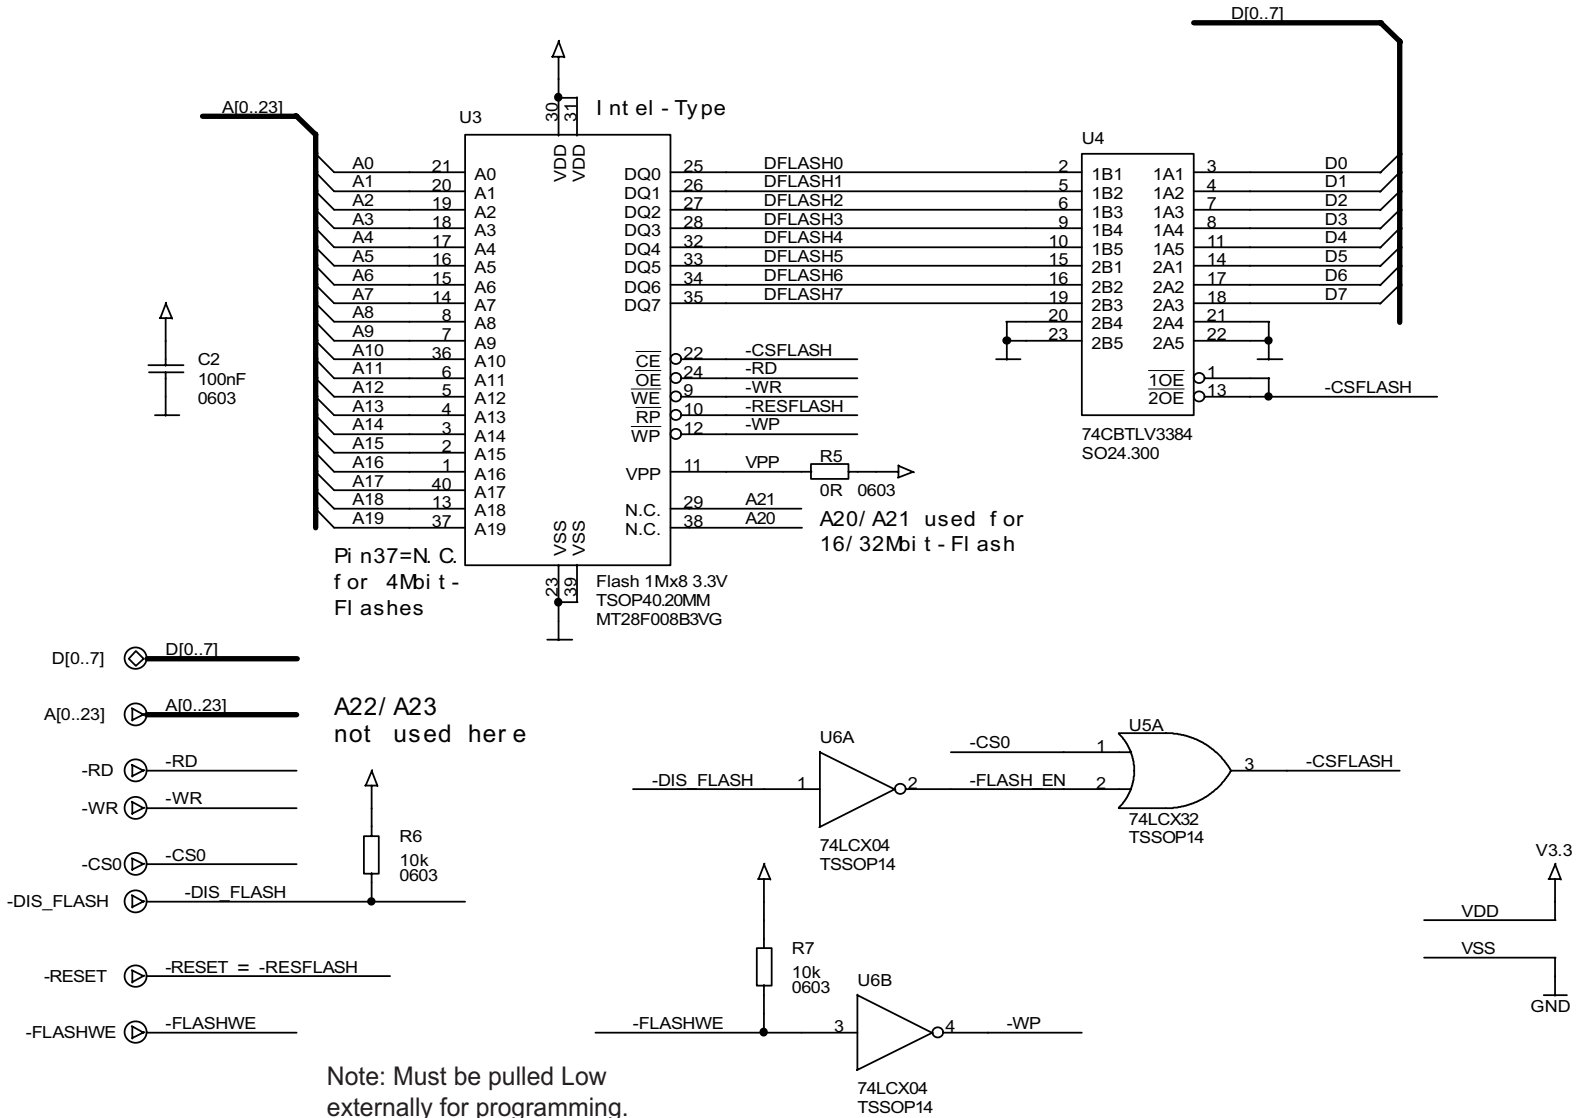 D[0..7]
A[0..23]
U3
30
31
Intel-Type
VDD
VDD
U4
A0 21 A0
A1 20 A1
A2 19 A2
A3 18 A3
A4 17 A4
A5 16 A5
A6 15 A6
A7 14 A7
A8 8 A8
A9 7 A9
A10 36 A10
A11 6 A11
A12 5 A12
A13 4 A13
A14 3 A14
A15 2 A15
A16 1 A16
A17 40 A17
A18 13 A18
A19 37 A19
DQ0 25 DFLASH0 2 1B1 1A1 3 D0
DQ1 26 DFLASH1 5 1B2 1A2 4 D1
DQ2 27 DFLASH2 6 1B3 1A3 7 D2
DQ3 28 DFLASH3 9 1B4 1A4 8 D3
DQ4 32 DFLASH4 10 1B5 1A5 11 D4
DQ5 33 DFLASH5 15 2B1 2A1 14 D5
DQ6 34 DFLASH6 16 2B2 2A2 17 D6
DQ7 35 DFLASH7 19 2B3 2A3 18 D7
20 2B4 2A4 21
23 2B5 2A5 22
1OE 1
2OE 13 -CSFLASH
74CBTLV3384
SO24.300
CE 22 -CSFLASH
OE 24 -RD
WE 9 -WR
RP 10 -RESFLASH
WP 12 -WP
VPP 11 VPP R5
0R 0603
N.C. 29 A21
N.C. 38 A20
A20/A21 used for
16/32Mbit-Flash
C2
100nF
0603
VSS
VSS
23
39
Pin37=N.C.
for 4Mbit-
Flashes
Flash 1Mx8 3.3V
TSOP40.20MM
MT28F008B3VG
D[0..7] D[0..7]
A[0..23] A[0..23]
A22/A23
not used here
-RD -RD
-WR -WR
-CS0 -CS0
-DIS_FLASH -DIS_FLASH
R6
10k
0603
-RESET -RESET = -RESFLASH
-FLASHWE -FLASHWE
U6A
-DIS_FLASH 1 2 -FLASH_EN 2
74LCX04
TSSOP14
U5A
-CS0 1
3 -CSFLASH
74LCX32
TSSOP14
V3.3
VDD
VSS
GND
R7
10k
0603
U6B
-FLASHWE 3 4 -WP
74LCX04
TSSOP14
Note: Must be pulled Low
externally for programming.